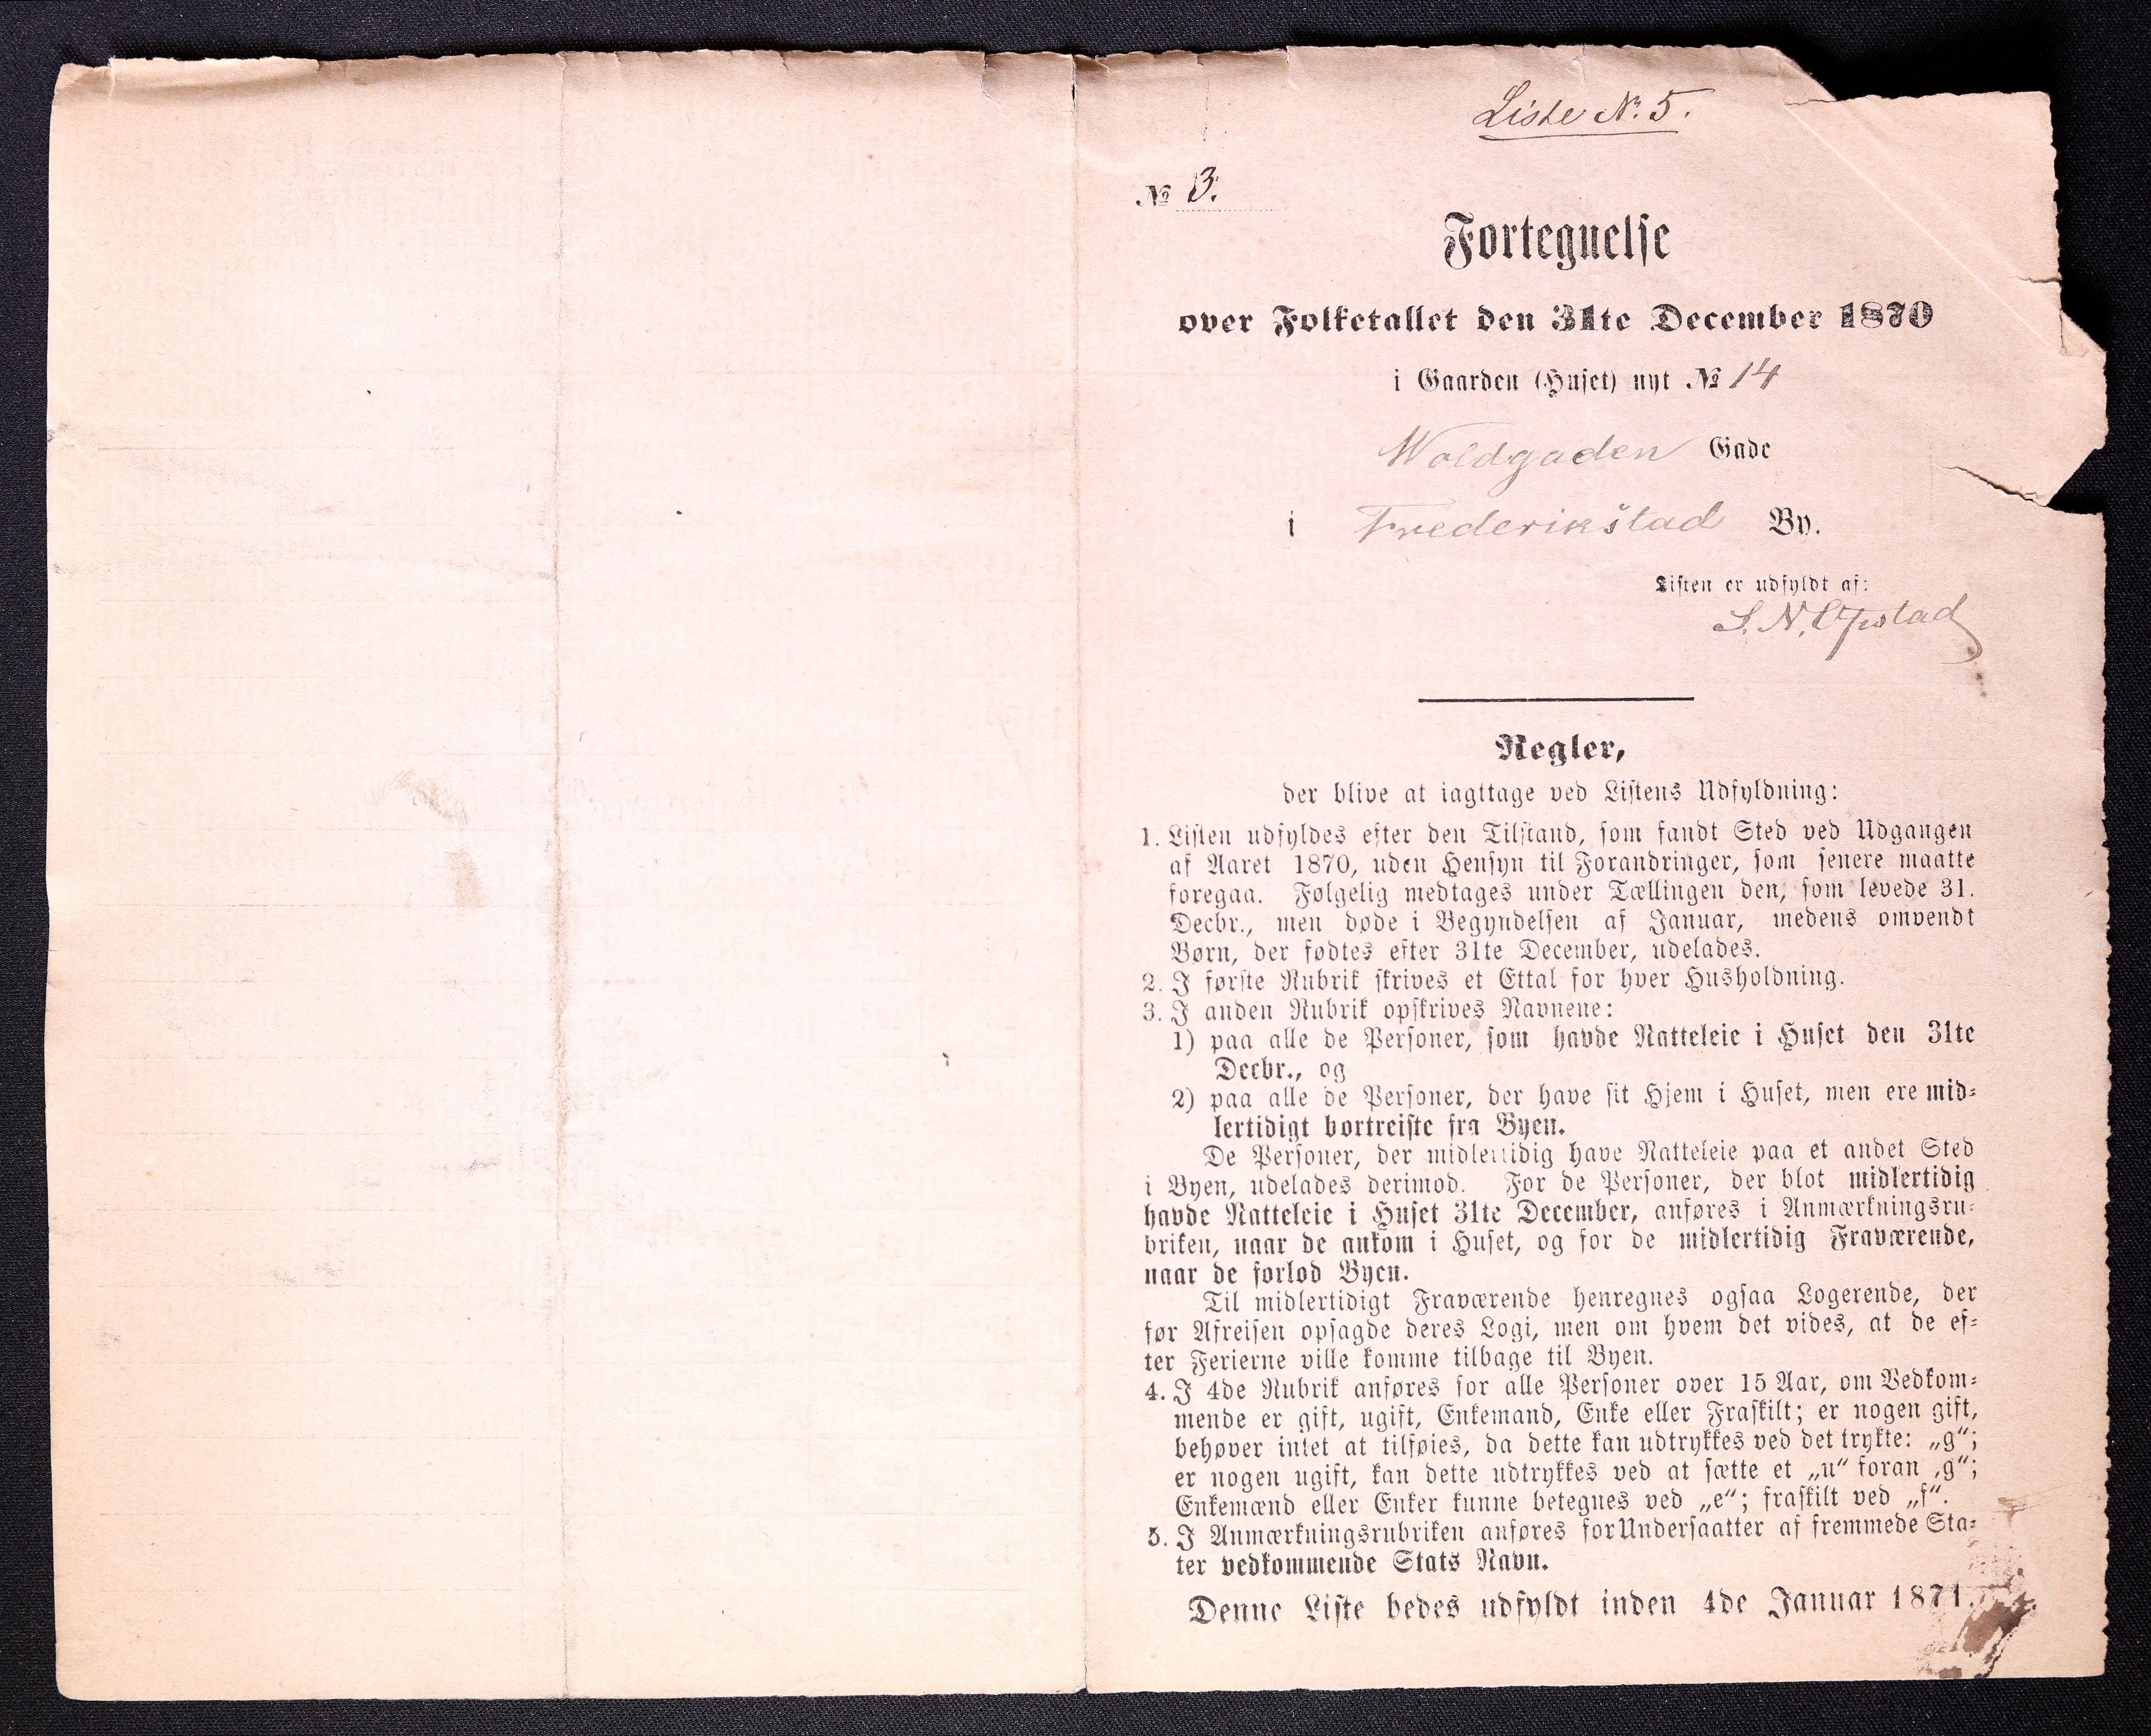 Liste Nr. 5.
№ 3.
Fortegnelse
over Folketallet den 31te December 1870
i Gaarden (Huset) nyt № 14
Woldgaden Gade
i Frederikstad By.
Listen er udfyldt af:
S. N. Opstad
Regler,
der blive at iagttage ved Listens Udfyldning:
1. Listen udfyldes efter den Tilstand, som fandt Sted ved Udgangen
af Aaret 1870, uden Hensyn til Forandringer, som senere maatte
foregaa. Følgelig medtages under Tællingen den, som levede 31.
Decbr., men døde i Begyndelsen af Januar, medens omvendt
Børn, der fødtes efter 31te December, udelades.
2. I første Rubrik skrives et Ettal for hver Husholdning.
3. I anden Rubrik opskrives Navnene:
1) paa alle de Personer, som havde Natteleie i Huset den 31te
Decbr., og
2) paa alle de Personer, der have sit Hjem i Huset, men ere mid-
lertidigt bortreiste fra Byen.
De Personer, der midlertidig have Natteleie paa et andet Sted
i Byen, udelades derimod. For de Personer, der blot midlertidig
havde Natteleie i Huset 31te December, anføres i Anmærkningsru-
briken, naar de ankom i Huset, og for de midlertidig Fraværende,
naar de forlod Byen.
Til midlertidigt Fraværende henregnes ogsaa Logerende, der
før Afreisen opsagde deres Logi, men om hvem det vides, at de ef-
ter Ferierne ville komme tilbage til Byen.
4. I 4de Rubrik anføres for alle Personer over 15 Aar, om Vedkom-
mende er gift, ugift, Enkemand, Enke eller Fraskilt; er nogen gift,
behøver intet at tilføies, da dette kan udtrykkes ved det trykte: „g“;
er nogen ugift, kan dette udtrykkes ved at sætte et „u“ foran „g“;
Enkemænd eller Enker kunne betegnes ved „e“; fraskilt ved „f“.
5. I Anmærkningsrubriken anføres for Undersaatter af fremmede Sta-
ter vedkommende Stats Navn.
Denne Liste bedes udfyldt inden 4de Januar 1871.